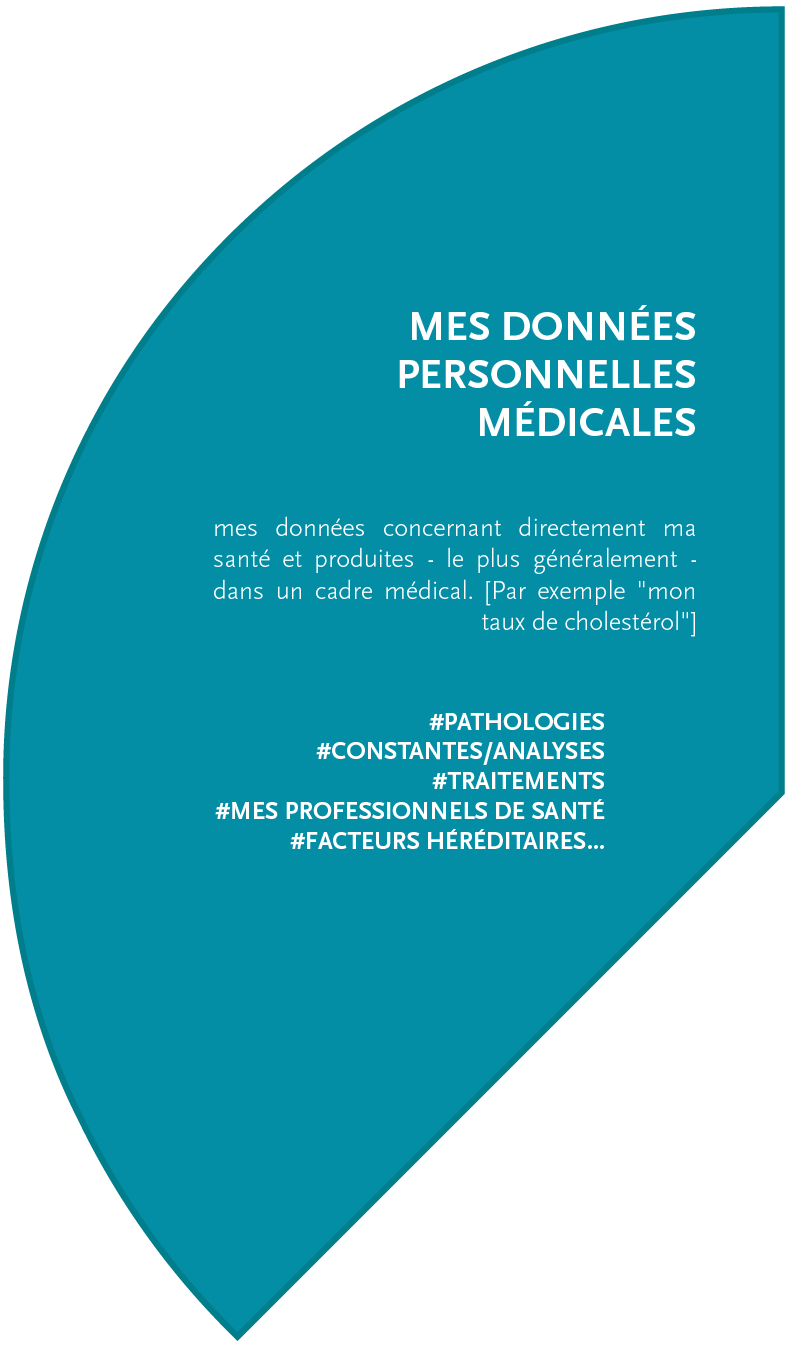 MES DONNÉES
PERSONNELLES
MÉDICALES
mes données concernant directement ma
santé et produites - le plus généralement -
dans un cadre médical. [Par exemple "mon
taux de cholestérol"]
#PATHOLOGIES
#CONSTANTES/ANALYSES
#TRAITEMENTS
#MES PROFESSIONNELS DE SANTÉ
#FACTEURS HÉRÉDITAIRES...